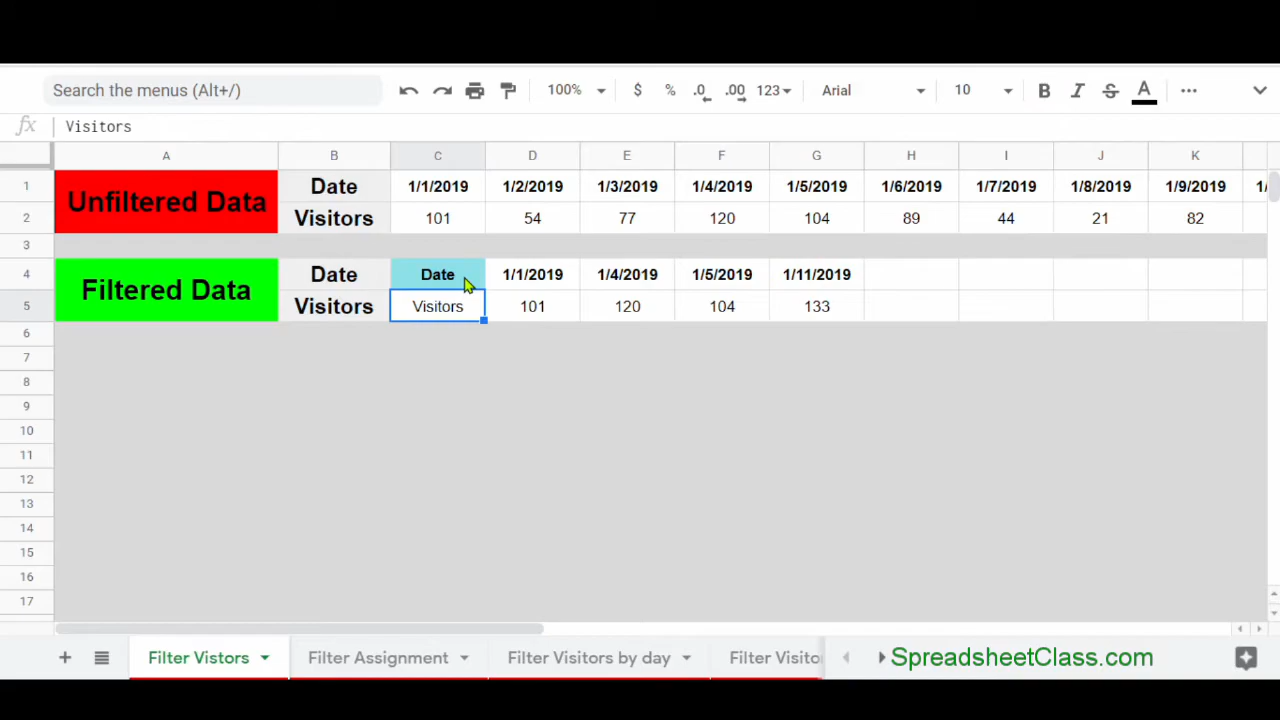 Search the menus (Alt+/) 100% $ % .0 .00 123 Arial 10 B I S A
fx Visitors
A B C D E F G H I J K
1 Unfiltered Data Date 1/1/2019 1/2/2019 1/3/2019 1/4/2019 1/5/2019 1/6/2019 1/7/2019 1/8/2019 1/9/2019
2 Visitors 101 54 77 120 104 89 44 21 82
3
4 Filtered Data Date Date 1/1/2019 1/4/2019 1/5/2019 1/11/2019
5 Visitors Visitors 101 120 104 133
6
7
8
9
10
11
12
13
14
15
16
17
+ Filter Vistors Filter Assignment Filter Visitors by day Filter Visito SpreadsheetClass.com